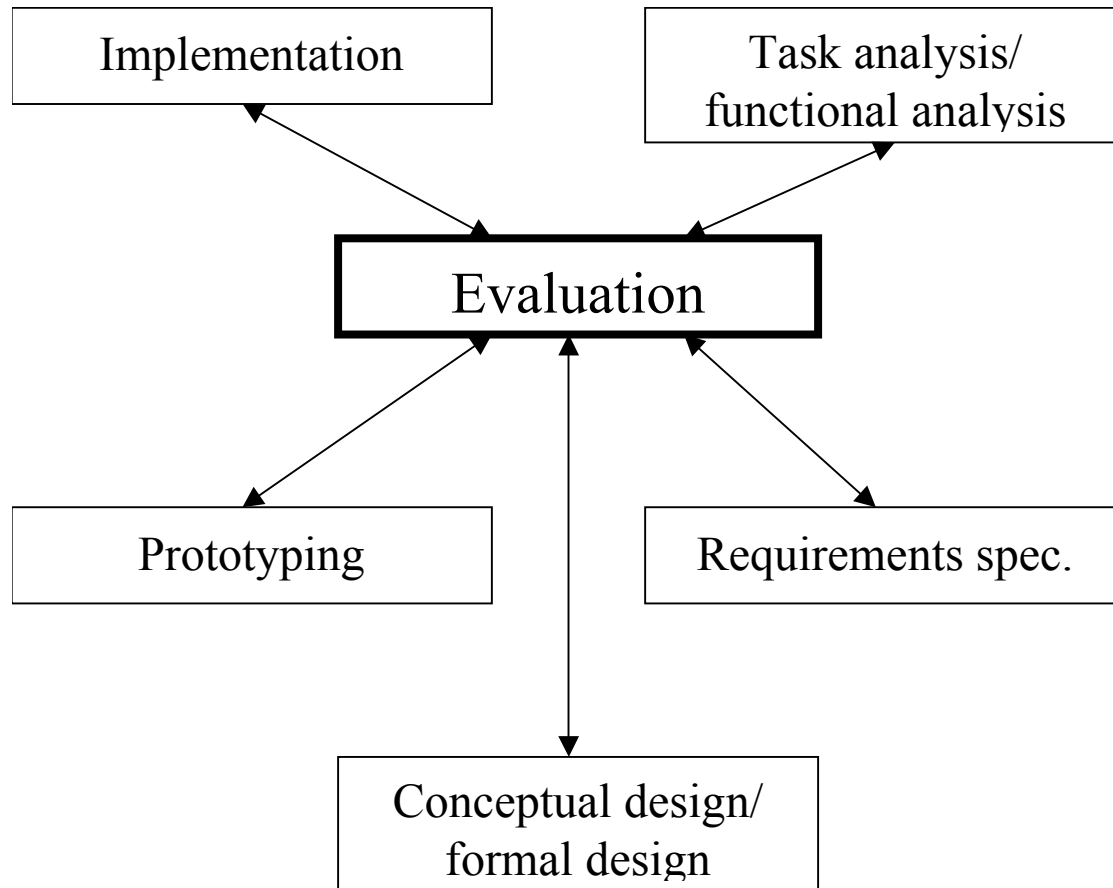 Implementation
Task analysis/
functional analysis
Evaluation
Prototyping
Requirements spec.
Conceptual design/
formal design